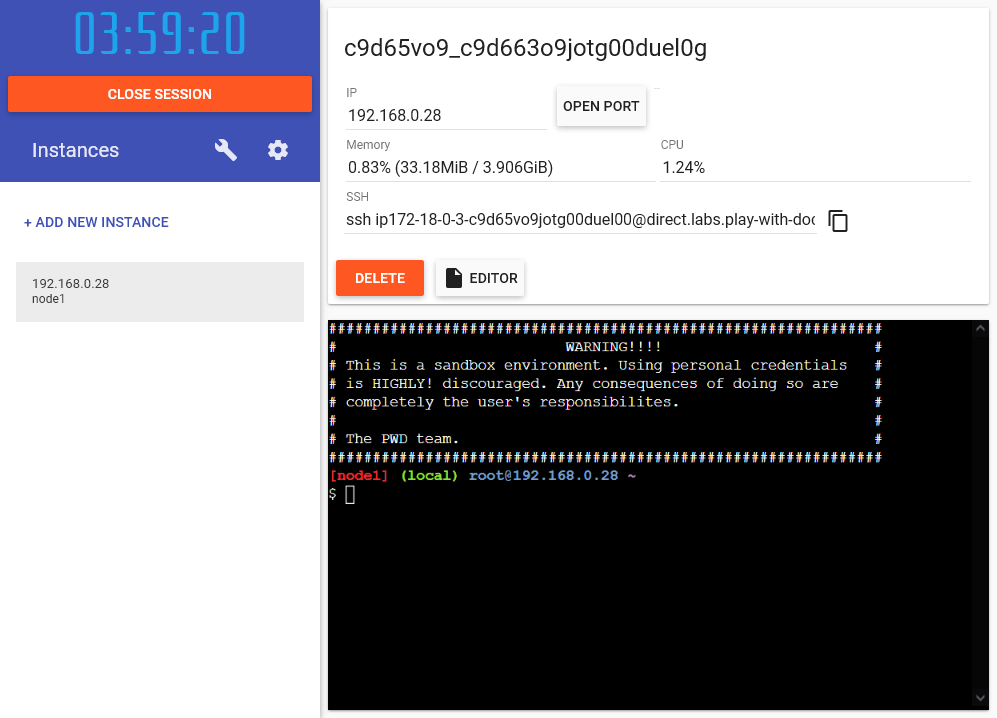 03:59:20
CLOSE SESSION
Instances
+ ADD NEW INSTANCE
192.168.0.28
node1
c9d65vo9_c9d663o9jotg00duel0g
IP
192.168.0.28
OPEN PORT
Memory
0.83% (33.18MiB / 3.906GiB)
CPU
1.24%
SSH
ssh ip172-18-0-3-c9d65vo9jotg00duel00@direct.labs.play-with-doc
DELETE
EDITOR
###############################################################
# WARNING!!!! #
# This is a sandbox environment. Using personal credentials #
# is HIGHLY! discouraged. Any consequences of doing so are #
# completely the user's responsibilites. #
# #
# The PWD team. #
###############################################################
[node1] (local) root@192.168.0.28 ~
$